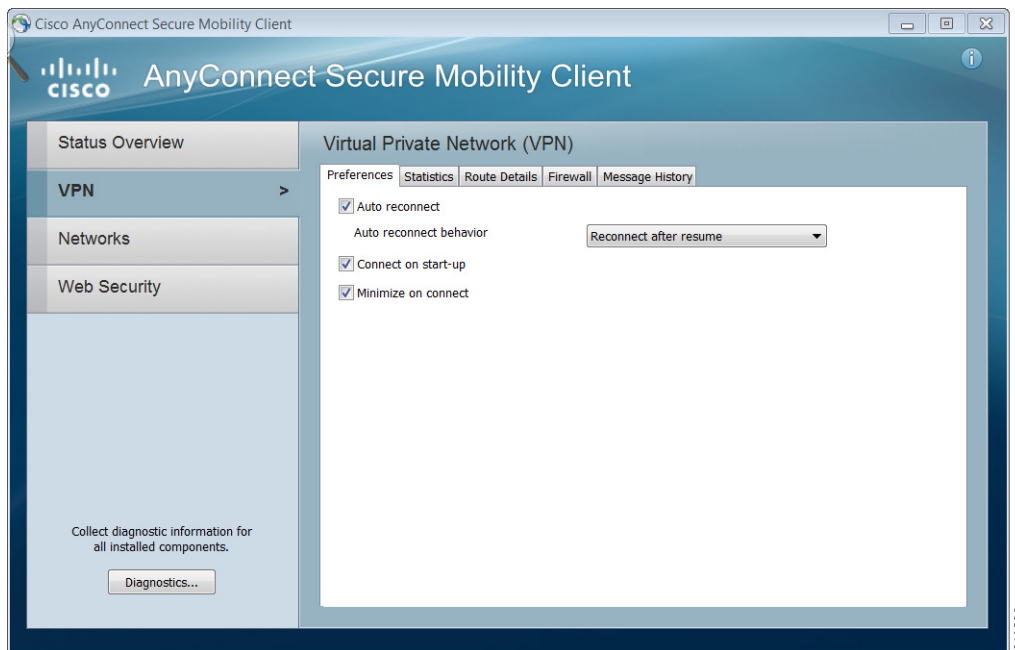 Cisco AnyConnect Secure Mobility Client
CISCO
AnyConnect Secure Mobility Client
Status Overview
VPN >
Networks
Web Security
Collect diagnostic information for
all installed components.
Diagnostics...
Virtual Private Network (VPN)
Preferences Statistics Route Details Firewall Message History
Auto reconnect
Auto reconnect behavior Reconnect after resume
Connect on start-up
Minimize on connect